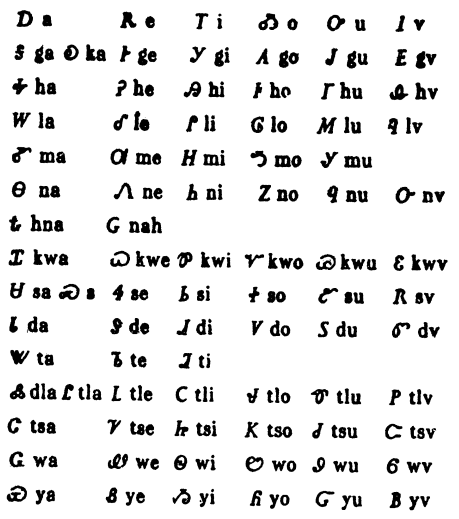 Ꭰ a Ꭱ e Ꭲ i Ꭳ o Ꭴ u Ꭵ v
Ꭶ ga Ꭷ ka Ꭸ ge Ꭹ gi Ꭺ go Ꭻ gu Ꭼ gv
Ꭽ ha Ꭾ he Ꭿ hi Ꮀ ho Ꮁ hu Ꮂ hv
Ꮃ la Ꮄ le Ꮅ li Ꮆ lo Ꮇ lu Ꮈ lv
Ꮉ ma Ꮊ me Ꮋ mi Ꮌ mo Ꮍ mu
Ꮎ na Ꮑ ne Ꮒ ni Ꮓ no Ꮔ nu Ꮕ nv
Ꮏ hna Ꮐ nah
Ꮖ kwa Ꮗ kwe Ꮘ kwi Ꮙ kwo Ꮚ kwu Ꮛ kwv
Ꮜ sa Ꮝ s Ꮞ se Ꮟ si Ꮠ so Ꮡ su Ꮢ sv
Ꮣ da Ꮥ de Ꮧ di Ꮩ do Ꮪ du Ꮫ dv
Ꮤ ta Ꮦ te Ꮨ ti
Ꮬ dla Ꮭ tla Ꮮ tle Ꮯ tli Ꮰ tlo Ꮱ tlu Ꮲ tlv
Ꮳ tsa Ꮴ tse Ꮵ tsi Ꮶ tso Ꮷ tsu Ꮸ tsv
Ꮹ wa Ꮺ we Ꮻ wi Ꮼ wo Ꮽ wu Ꮾ wv
Ꮿ ya Ᏸ ye Ᏹ yi Ᏺ yo Ᏻ yu Ᏼ yv